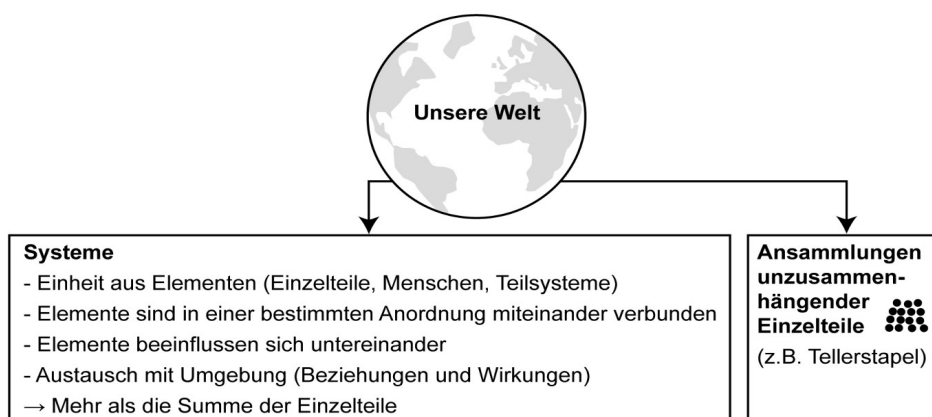 Unsere Welt
Systeme
- Einheit aus Elementen (Einzelteile, Menschen, Teilsysteme)
- Elemente sind in einer bestimmten Anordnung miteinander verbunden
- Elemente beeinflussen sich untereinander
- Austausch mit Umgebung (Beziehungen und Wirkungen)
→ Mehr als die Summe der Einzelteile
Ansammlungen
unzusammen-
hängender
Einzelteile
(z.B. Tellerstapel)